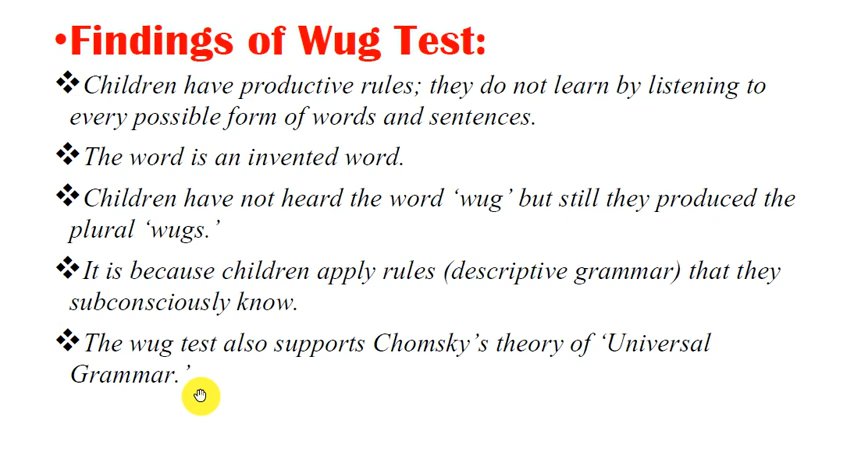 •Findings of Wug Test:
❖Children have productive rules; they do not learn by listening to
every possible form of words and sentences.
❖The word is an invented word.
❖Children have not heard the word ‘wug’ but still they produced the
plural ‘wugs.’
❖It is because children apply rules (descriptive grammar) that they
subconsciously know.
❖The wug test also supports Chomsky’s theory of ‘Universal
Grammar.’